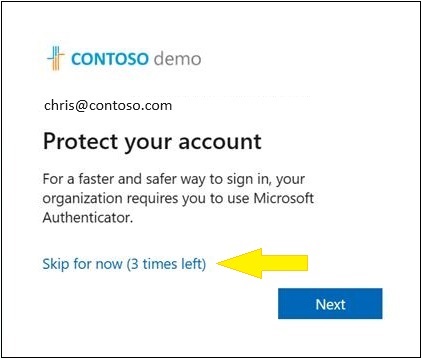 CONTOSO demo
chris@contoso.com
Protect your account
For a faster and safer way to sign in, your
organization requires you to use Microsoft
Authenticator.
Skip for now (3 times left)
Next